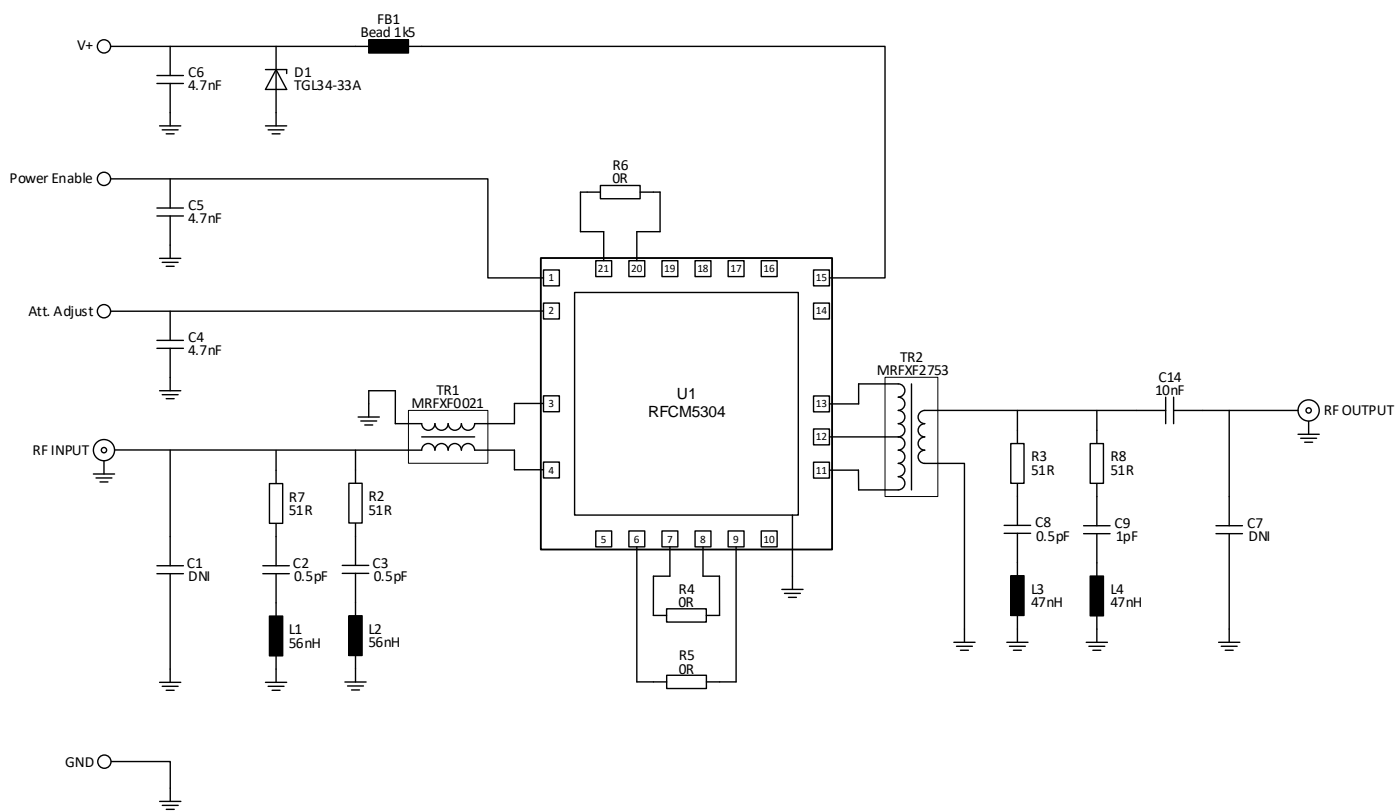 FB1
Bead 1k5
V+
C6
4.7nF
D1
TGL34-33A
R6
0R
Power Enable
C5
4.7nF
21
20
19
18
17
16
1
15
Att. Adjust
2
14
C4
4.7nF
TR1
MRFXF0021
3
U1
RFCM5304
TR2
MRFXF2753
13
C14
10nF
RF OUTPUT
RF INPUT
12
4
11
R7
51R
R2
51R
R3
51R
R8
51R
C8
0.5pF
C9
1pF
C7
DNI
5
6
7
8
9
10
C1
DNI
C2
0.5pF
C3
0.5pF
R4
0R
L3
47nH
L4
47nH
L1
56nH
L2
56nH
R5
0R
GND